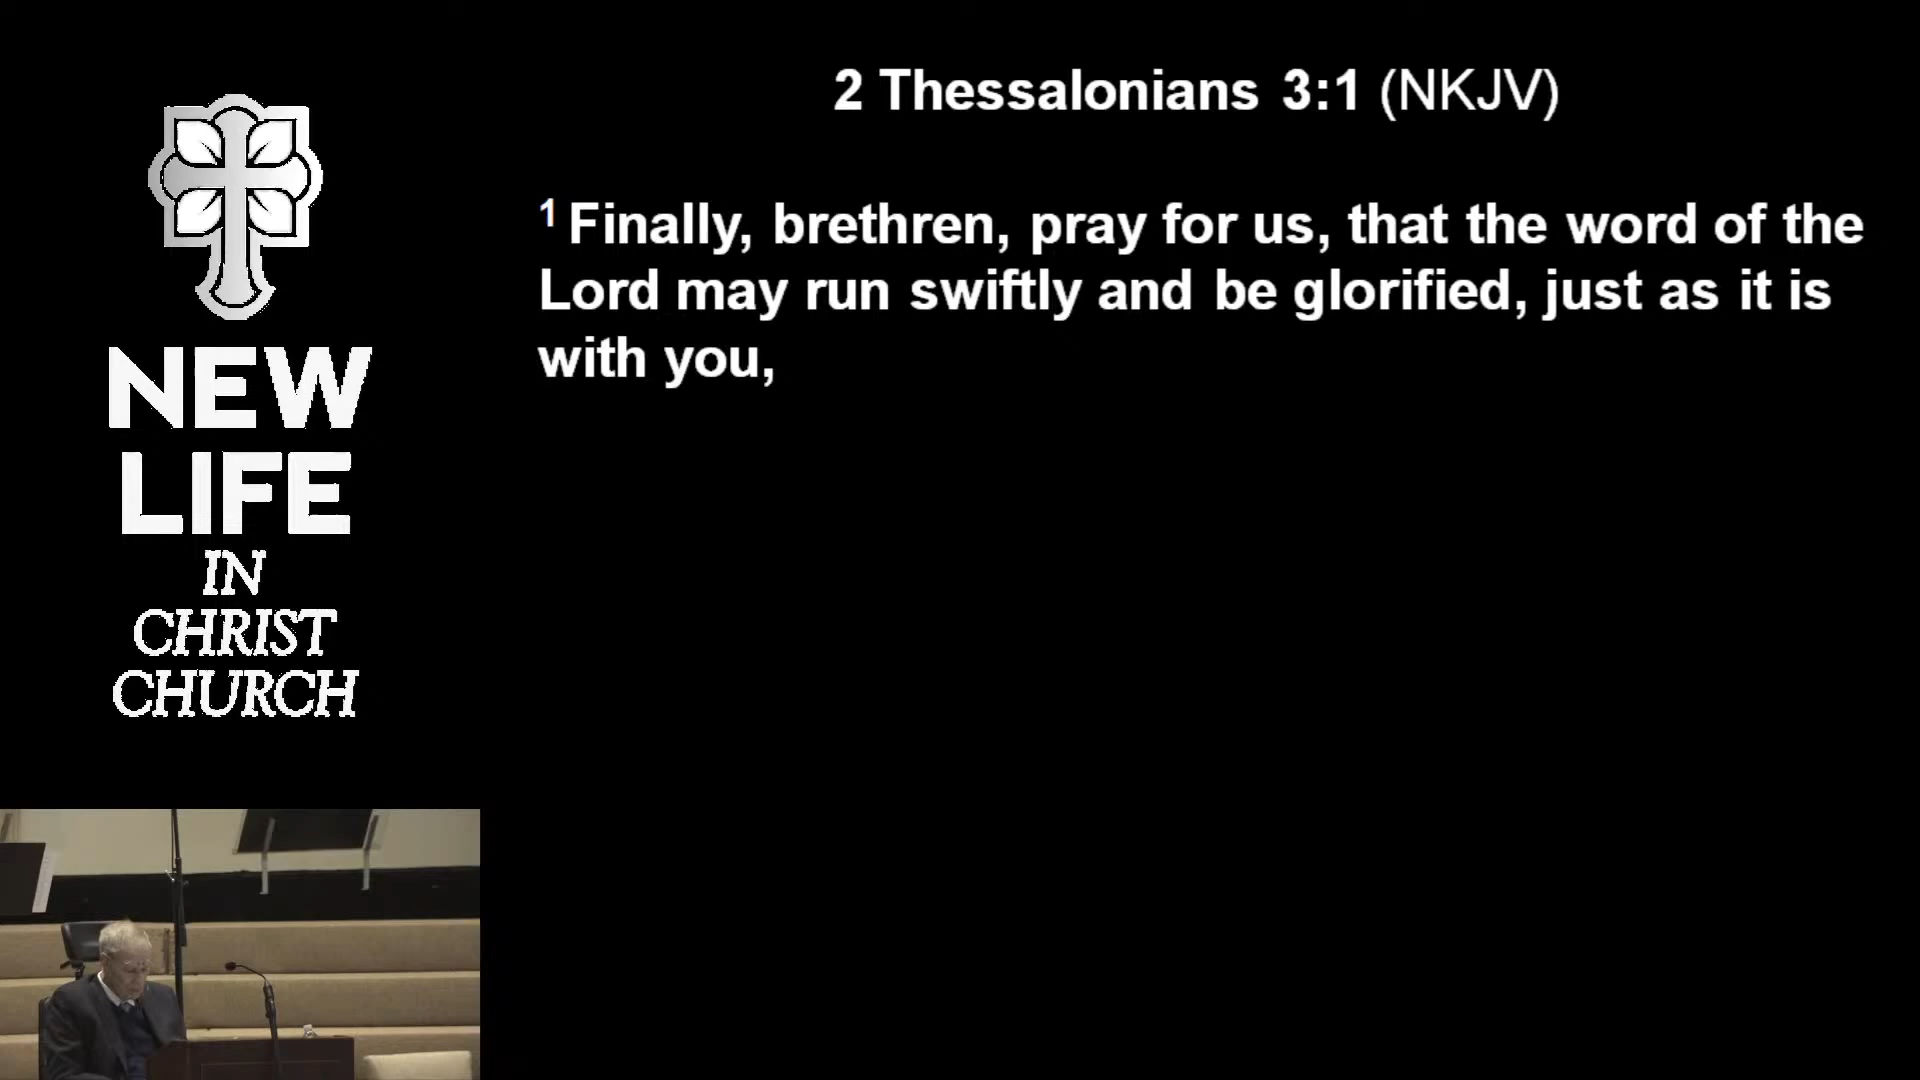 2 Thessalonians 3:1 (NKJV)
1 Finally, brethren, pray for us, that the word of the
Lord may run swiftly and be glorified, just as it is
with you,
NEW
LIFE
IN
CHRIST
CHURCH